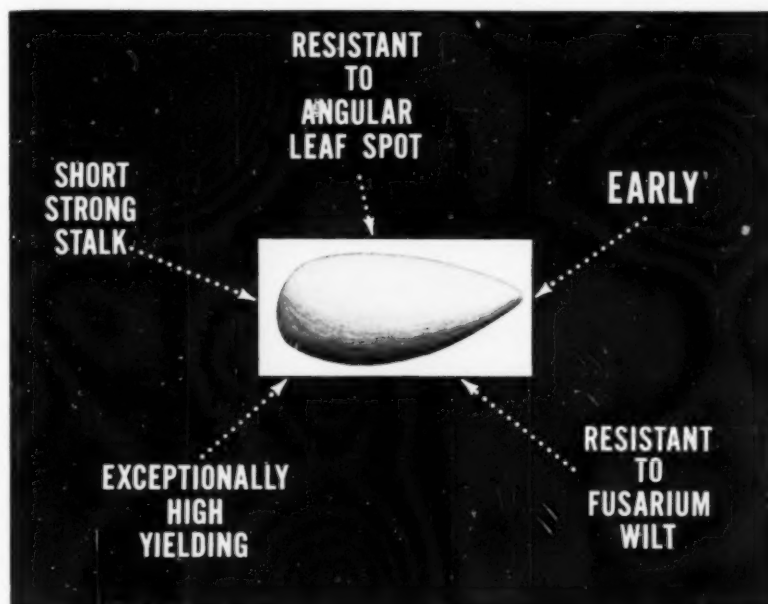 RESISTANT
TO
ANGULAR
LEAF SPOT
SHORT
STRONG
STALK
EARLY
EXCEPTIONALLY
HIGH
YIELDING
RESISTANT
TO
FUSARIUM
WILT